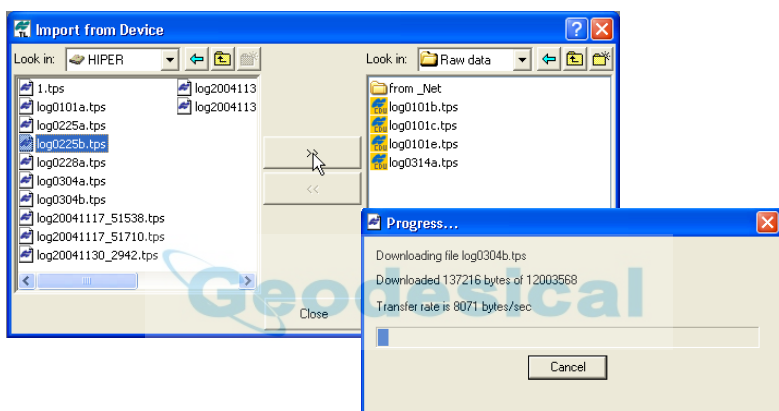 TL Import from Device
Look in: HIPER
1.tps
log0101a.tps
log0225a.tps
log0225b.tps
log0228a.tps
log0304a.tps
log0304b.tps
log20041117_51538.tps
log20041117_51710.tps
log20041130_2942.tps
log2004113
log2004113
>>
<<
Close
Look in: Raw data
from _Net
log0101b.tps
log0101c.tps
log0101e.tps
log0314a.tps
Progress...
Downloading file log0304b.tps
Downloaded 137216 bytes of 12003568
Transfer rate is 8071 bytes/sec
Cancel
Geodesical